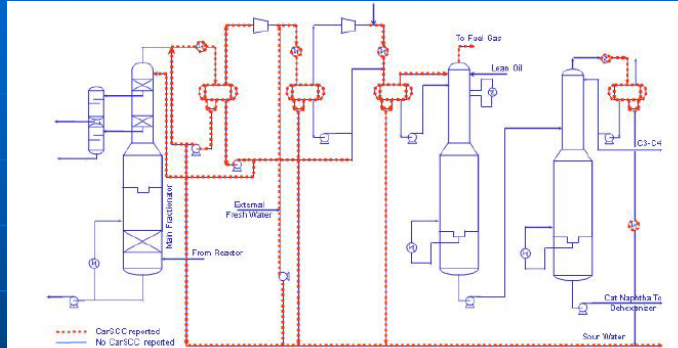 To Fuel Gas
Lean Oil
C3-C4
Main Fractionator
External
Fresh Water
From Reactor
Cat Naphtha To
Dehexanizer
Sour Water
CarSCC reported
No CarSCC reported